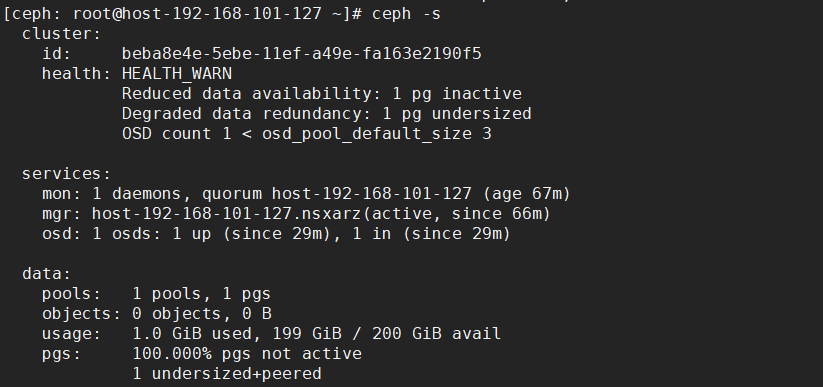 [ceph: root@host-192-168-101-127 ~]# ceph -s
cluster:
id: beba8e4e-5ebe-11ef-a49e-fa163e2190f5
health: HEALTH_WARN
Reduced data availability: 1 pg inactive
Degraded data redundancy: 1 pg undersized
OSD count 1 < osd_pool_default_size 3
services:
mon: 1 daemons, quorum host-192-168-101-127 (age 67m)
mgr: host-192-168-101-127.nsxarz(active, since 66m)
osd: 1 osds: 1 up (since 29m), 1 in (since 29m)
data:
pools: 1 pools, 1 pgs
objects: 0 objects, 0 B
usage: 1.0 GiB used, 199 GiB / 200 GiB avail
pgs: 100.000% pgs not active
1 undersized+peered